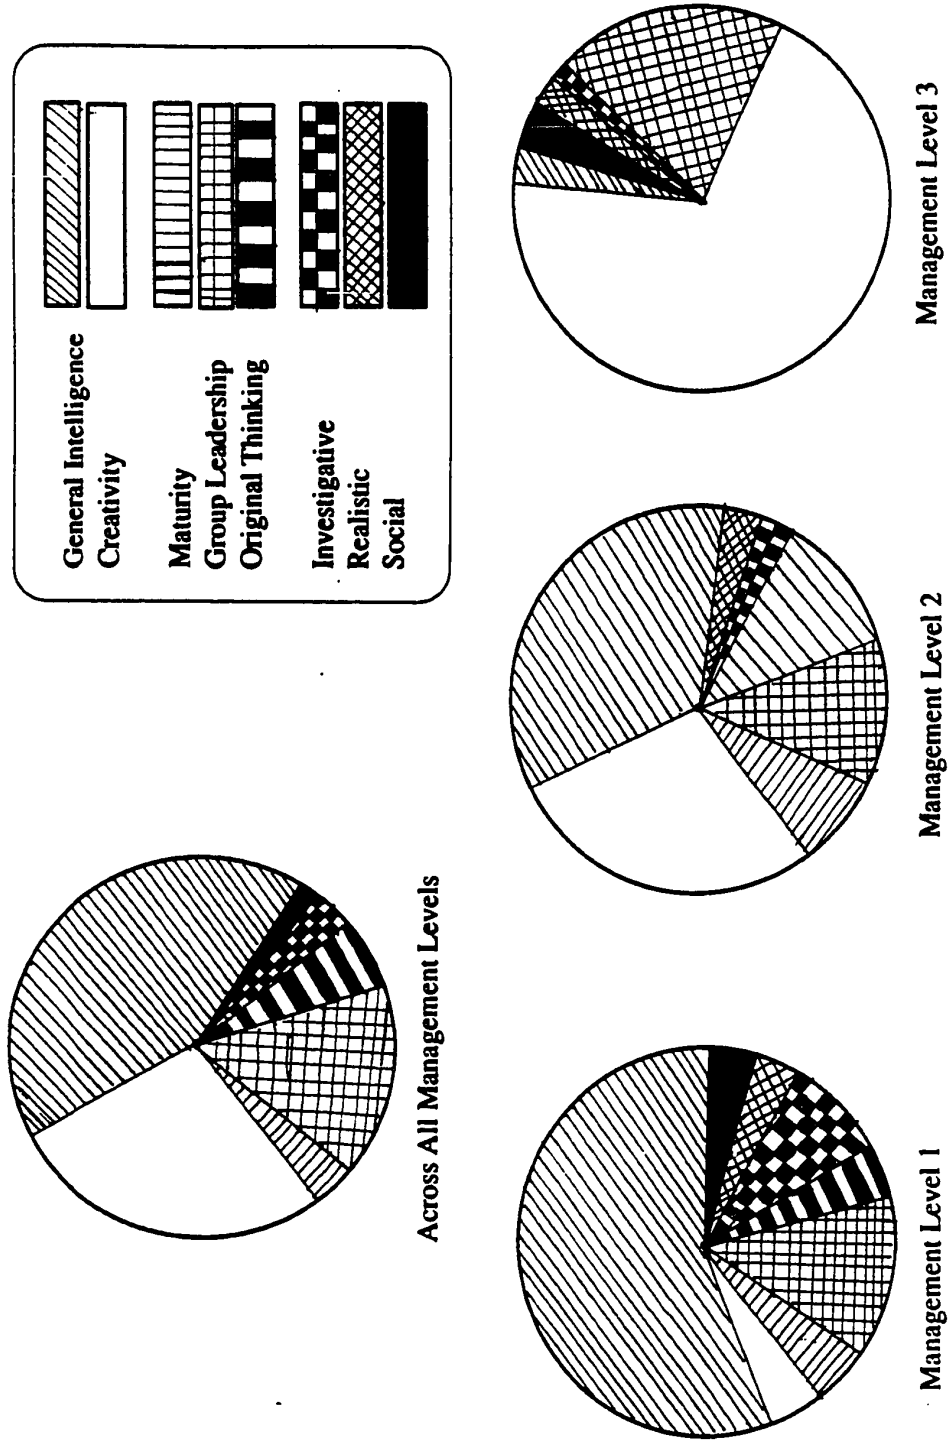 General Intelligence
Creativity
Maturity
Group Leadership
Original Thinking
Investigative
Realistic
Social
Across All Management Levels
Management Level 1
Management Level 2
Management Level 3